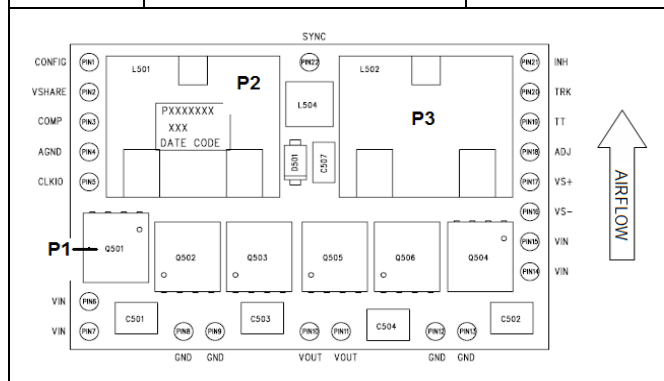 SYNC
CONFIG PIN1 L501 P2 PIN22 L502 PIN21 INH
VSHARE PIN2 PXXXXXXX L504 P3 PIN20 TRK
COMP PIN3 XXX PIN19 TT
AGND PIN4 DATE CODE D501 C507 PIN18 ADJ
CLKIO PIN5 PIN17 VS+
PIN16 VS-
P1 Q501 Q502 Q503 Q505 Q506 Q504 PIN15 VIN
PIN14 VIN
VIN PIN6
VIN PIN7 C501 PIN8 PIN9 C503 PIN10 PIN11 C504 PIN12 PIN13 C502
GND GND VOUT VOUT GND GND
AIRFLOW